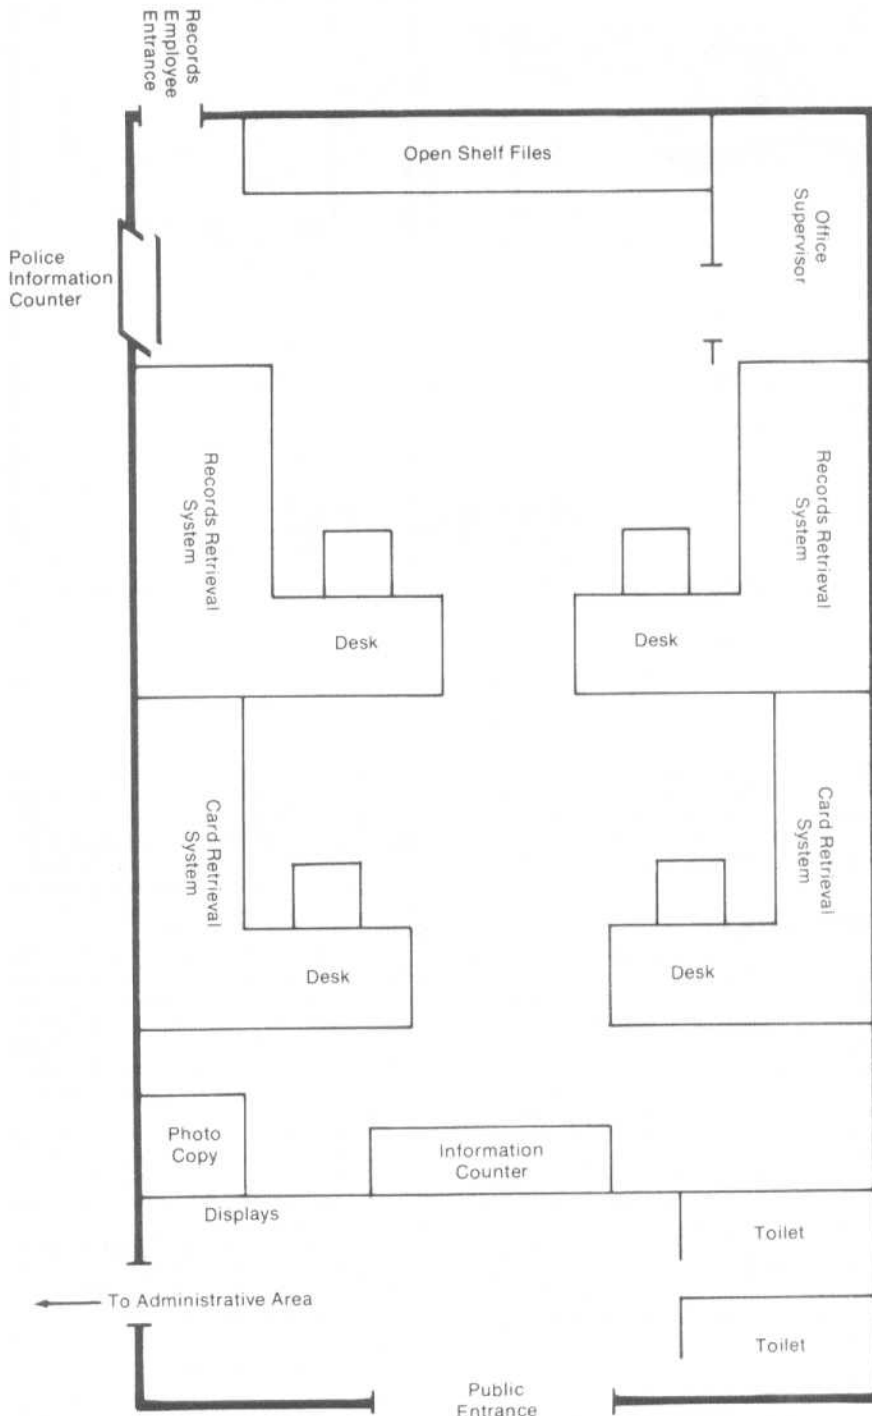 Records
Employee
Entrance
Open Shelf Files
Office
Supervisor
Police
Information
Counter
Records Retrieval
System
Records Retrieval
System
Desk
Desk
Card Retrieval
System
Card Retrieval
System
Desk
Desk
Photo
Copy
Information
Counter
Displays
Toilet
To Administrative Area
Toilet
Public
Entrance